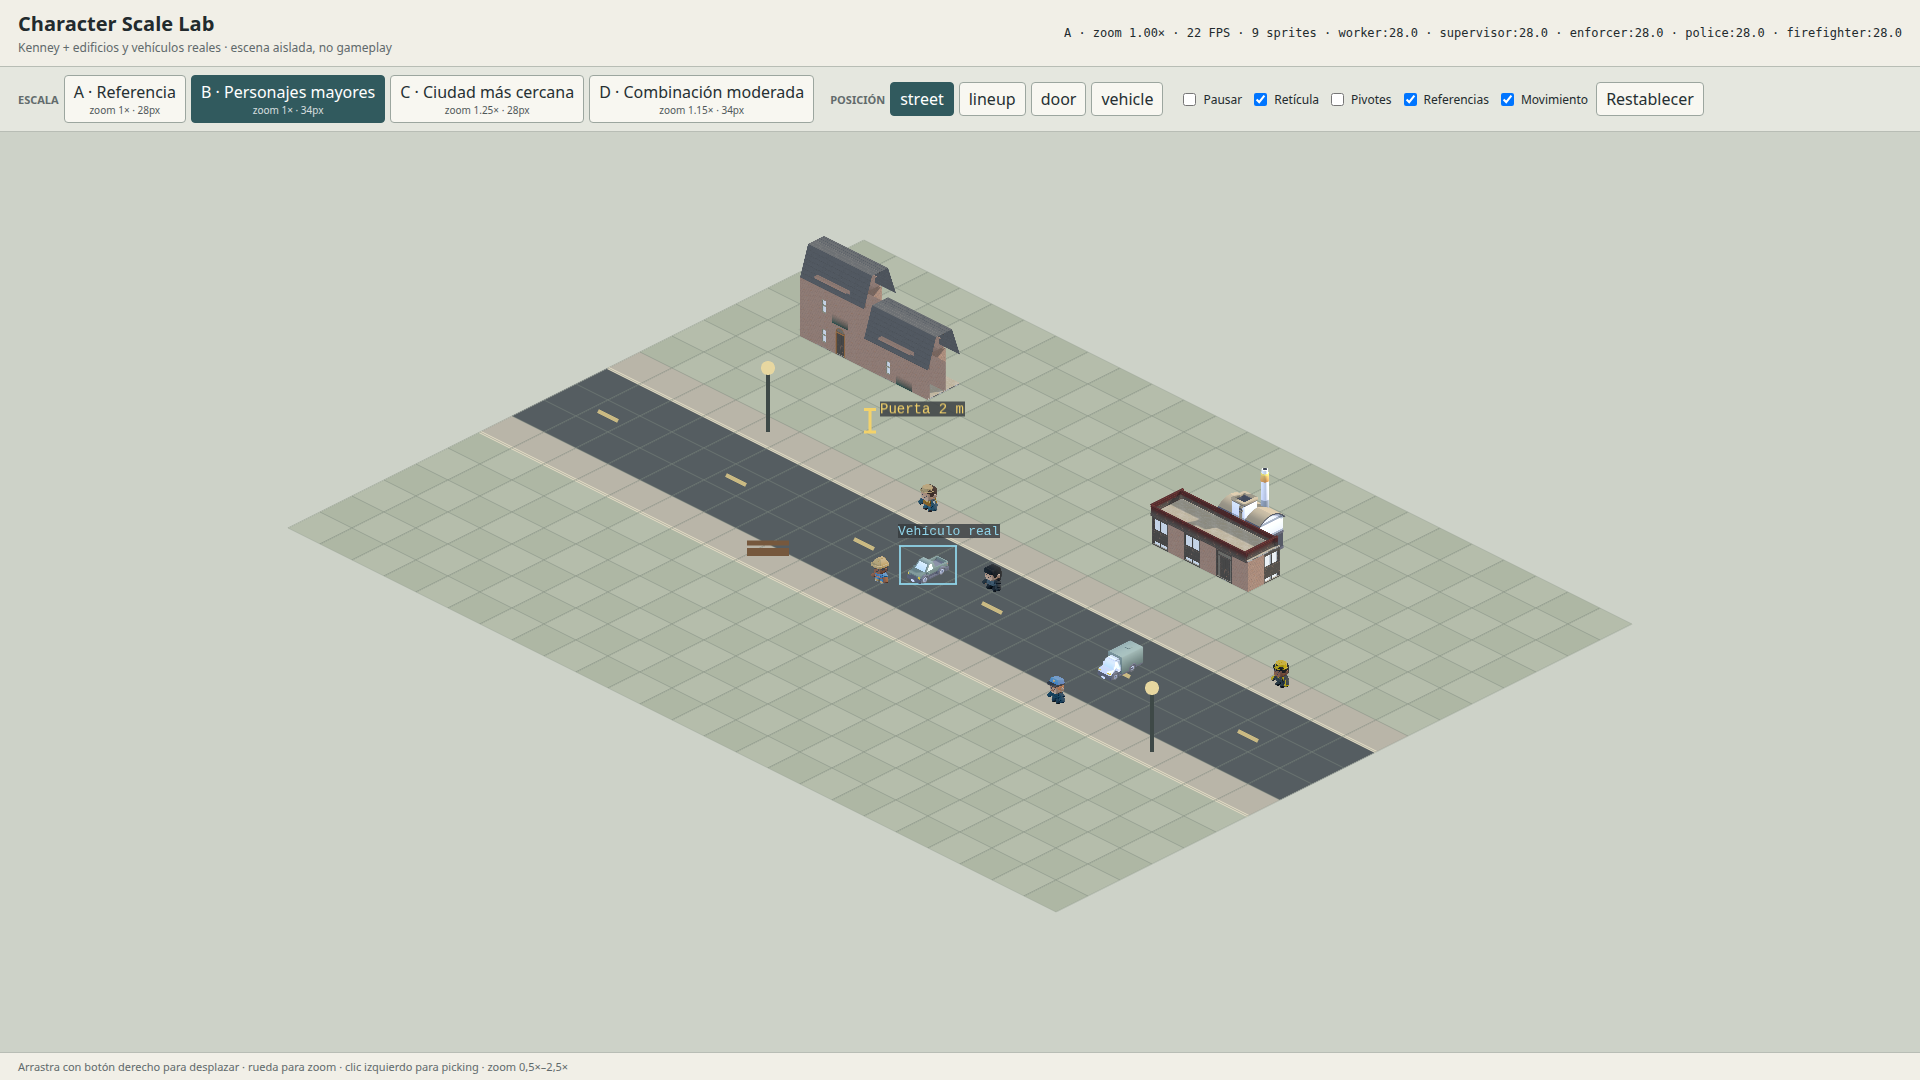 Character Scale Lab
Kenney + edificios y vehículos reales · escena aislada, no gameplay
A · zoom 1.00× · 22 FPS · 9 sprites · worker:28.0 · supervisor:28.0 · enforcer:28.0 · police:28.0 · firefighter:28.0
ESCALA
A · Referencia
zoom 1× · 28px
B · Personajes mayores
zoom 1× · 34px
C · Ciudad más cercana
zoom 1.25× · 28px
D · Combinación moderada
zoom 1.15× · 34px
POSICIÓN
street
lineup
door
vehicle
Pausar
Retícula
Pivotes
Referencias
Movimiento
Restablecer
Puerta 2 m
Vehículo real
Arrastra con botón derecho para desplazar · rueda para zoom · clic izquierdo para picking · zoom 0,5×–2,5×